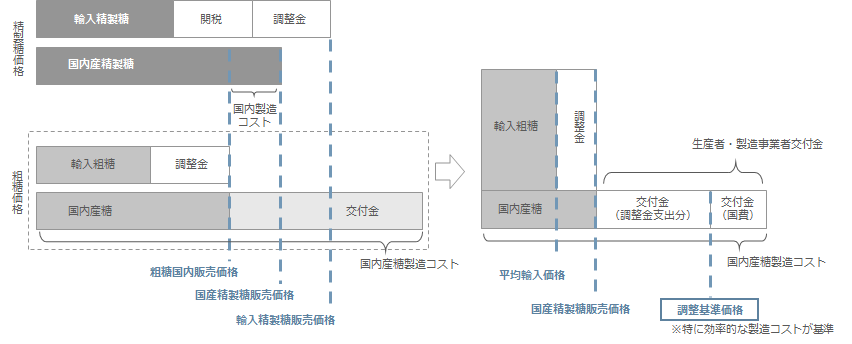 精製糖価格
輸入精製糖
関税
調整金
国内産精製糖
国内製造
コスト
粗糖価格
輸入粗糖
調整金
国内産糖
交付金
国内産糖製造コスト
粗糖国内販売価格
国産精製糖販売価格
輸入精製糖販売価格
輸入粗糖
調整金
生産者・製造事業者交付金
国内産糖
交付金
（調整金支出分）
交付金
（国費）
国内産糖製造コスト
平均輸入価格
国産精製糖販売価格
調整基準価格
※特に効率的な製造コストが基準